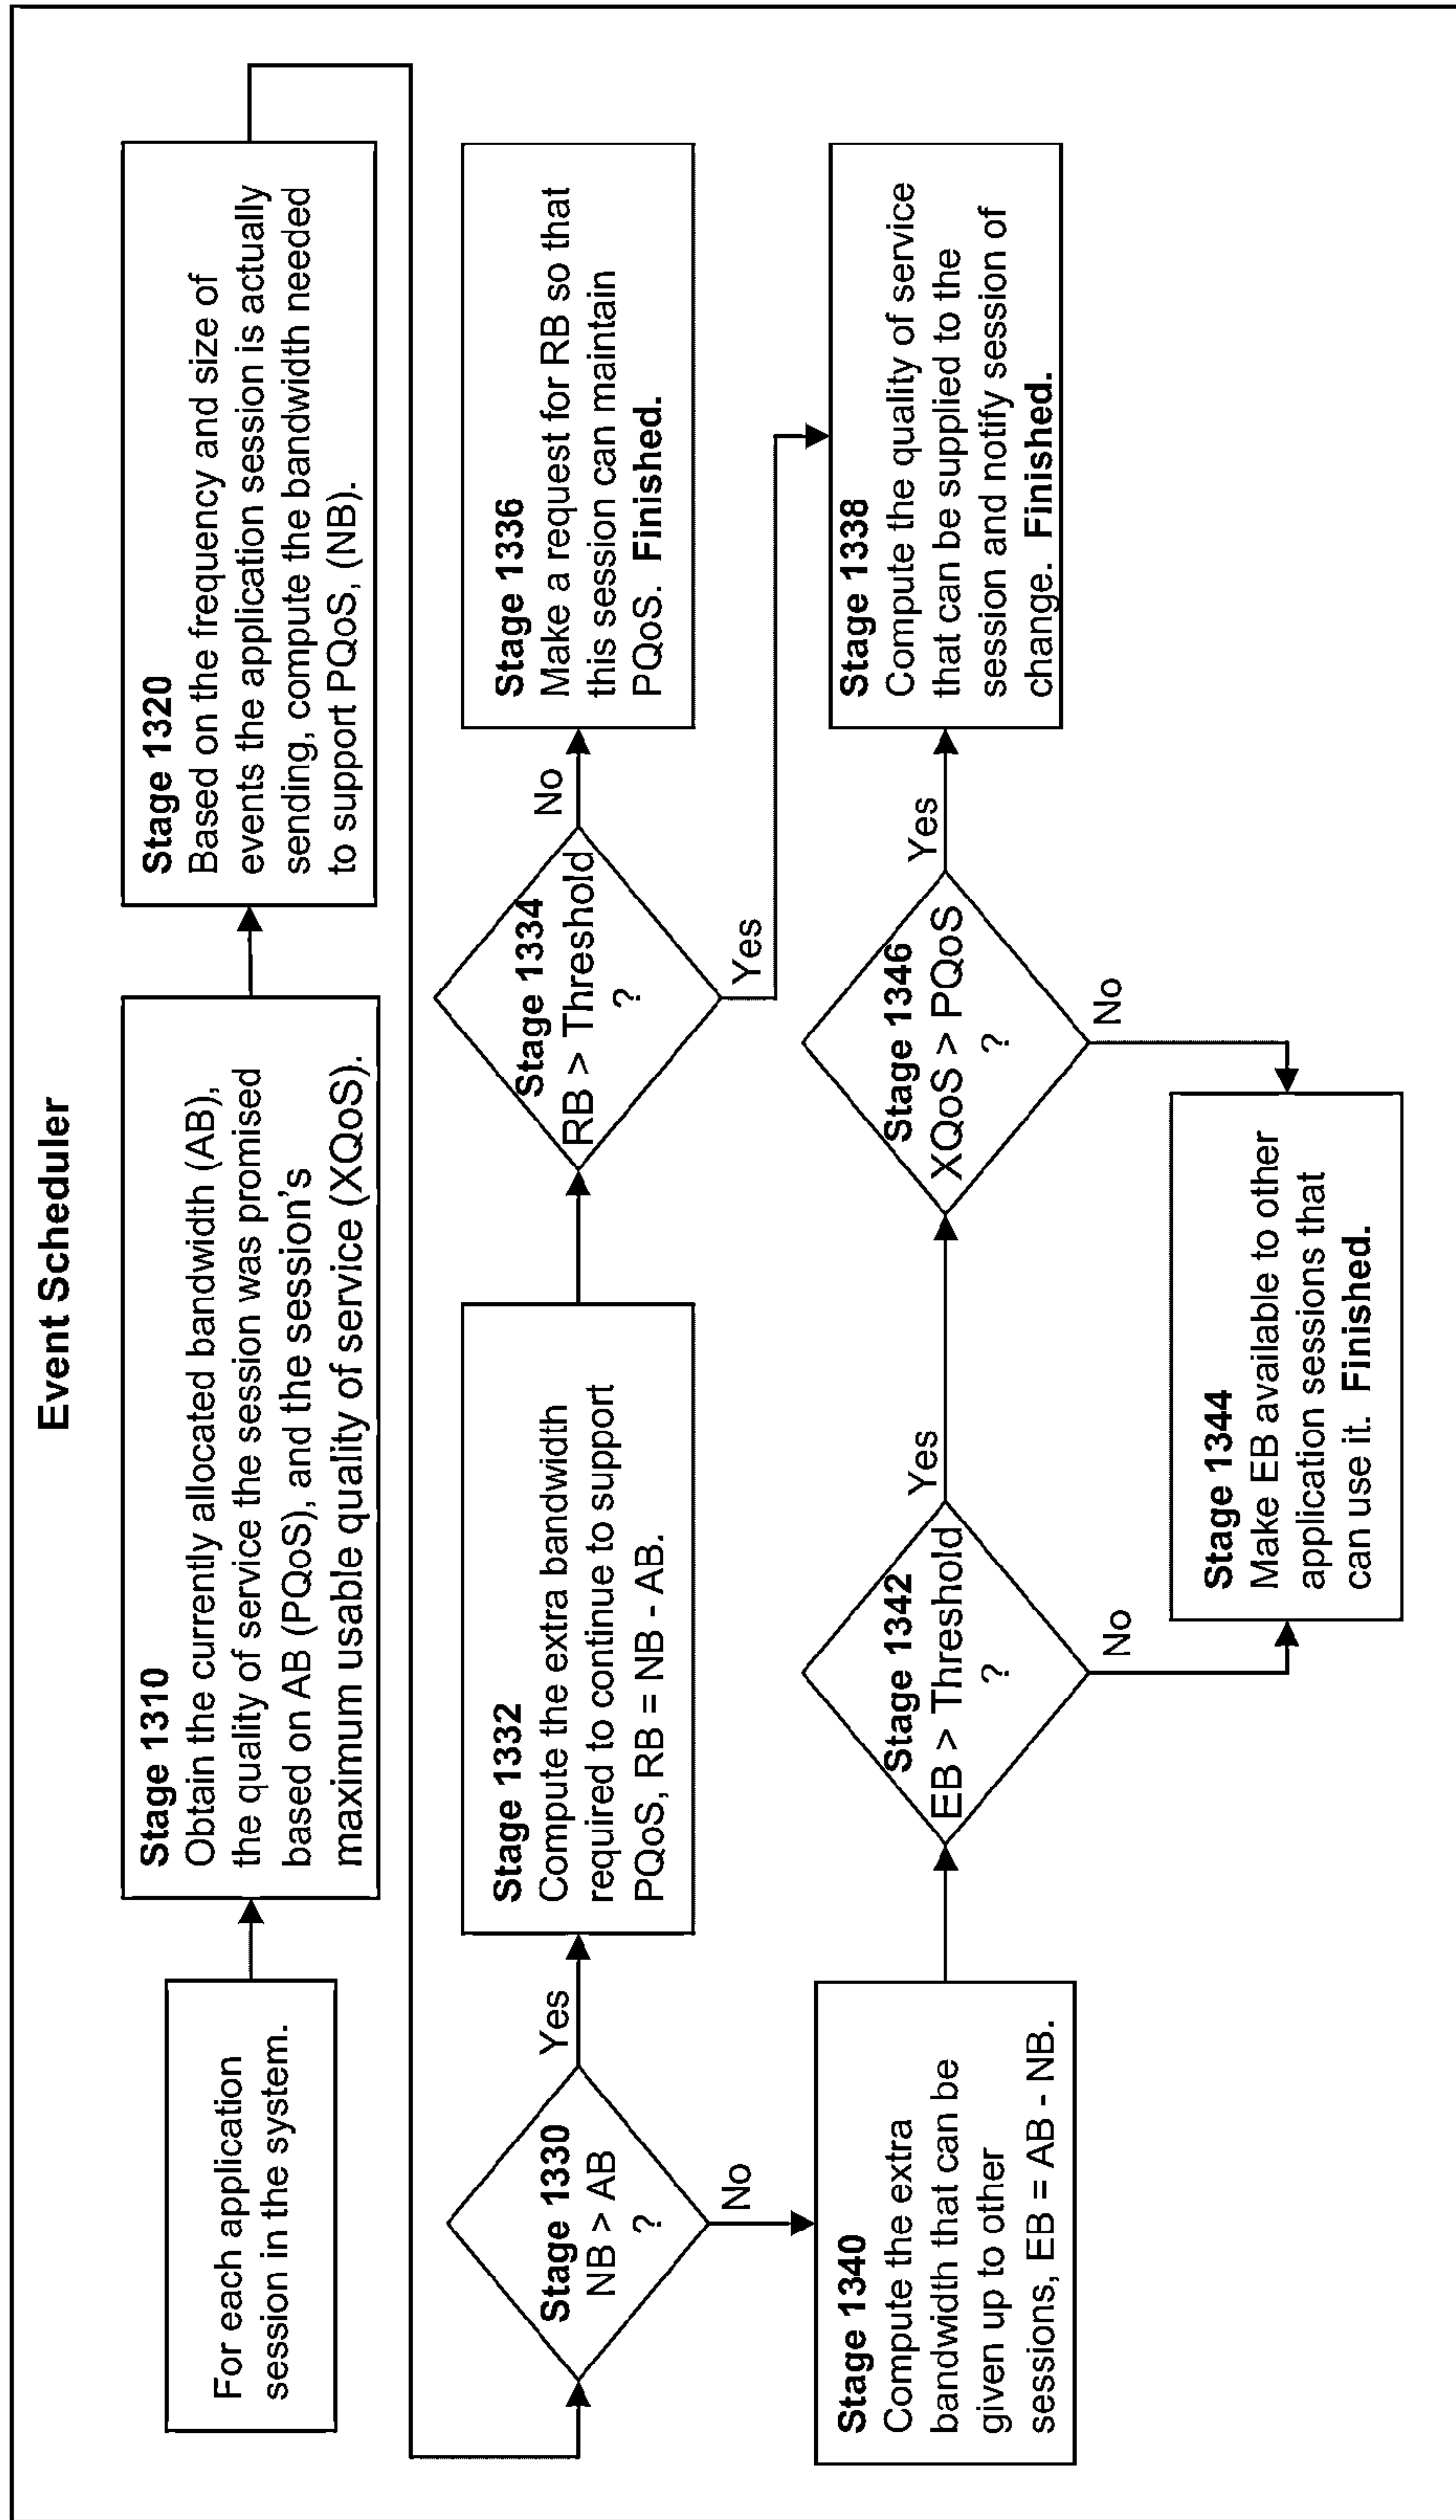 Event Scheduler
For each application
session in the system.
Stage 1310
Obtain the currently allocated bandwidth (AB),
the quality of service the session was promised
based on AB (PQoS), and the session's
maximum usable quality of service (XQoS).
Stage 1320
Based on the frequency and size of
events the application session is actually
sending, compute the bandwidth needed
to support PQoS, (NB).
Stage 1330
NB > AB
?
Yes
No
Stage 1332
Compute the extra bandwidth
required to continue to support
PQoS, RB = NB - AB.
Stage 1334
RB > Threshold
?
No
Yes
Stage 1336
Make a request for RB so that
this session can maintain
PQoS. Finished.
Stage 1340
Compute the extra
bandwidth that can be
given up to other
sessions, EB = AB - NB.
Stage 1342
EB > Threshold
?
Yes
No
Stage 1346
XQoS > PQoS
?
Yes
No
Stage 1338
Compute the quality of service
that can be supplied to the
session and notify session of
change. Finished.
Stage 1344
Make EB available to other
application sessions that
can use it. Finished.